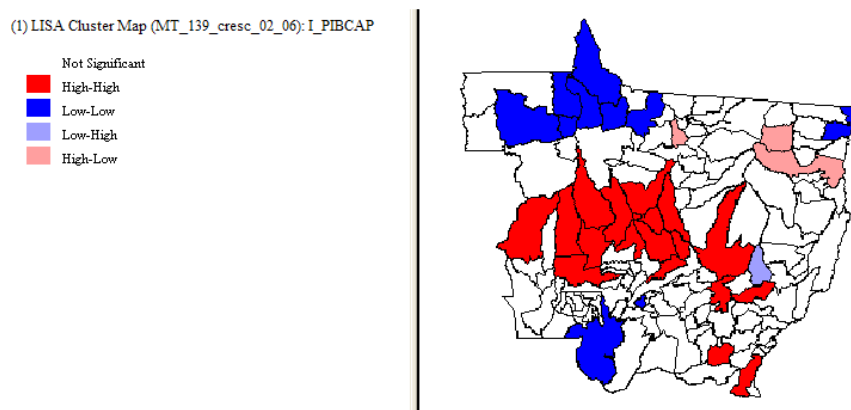 (1) LISA Cluster Map (MT_139_cresc_02_06): I_PIBCAP
Not Significant
High-High
Low-Low
Low-High
High-Low